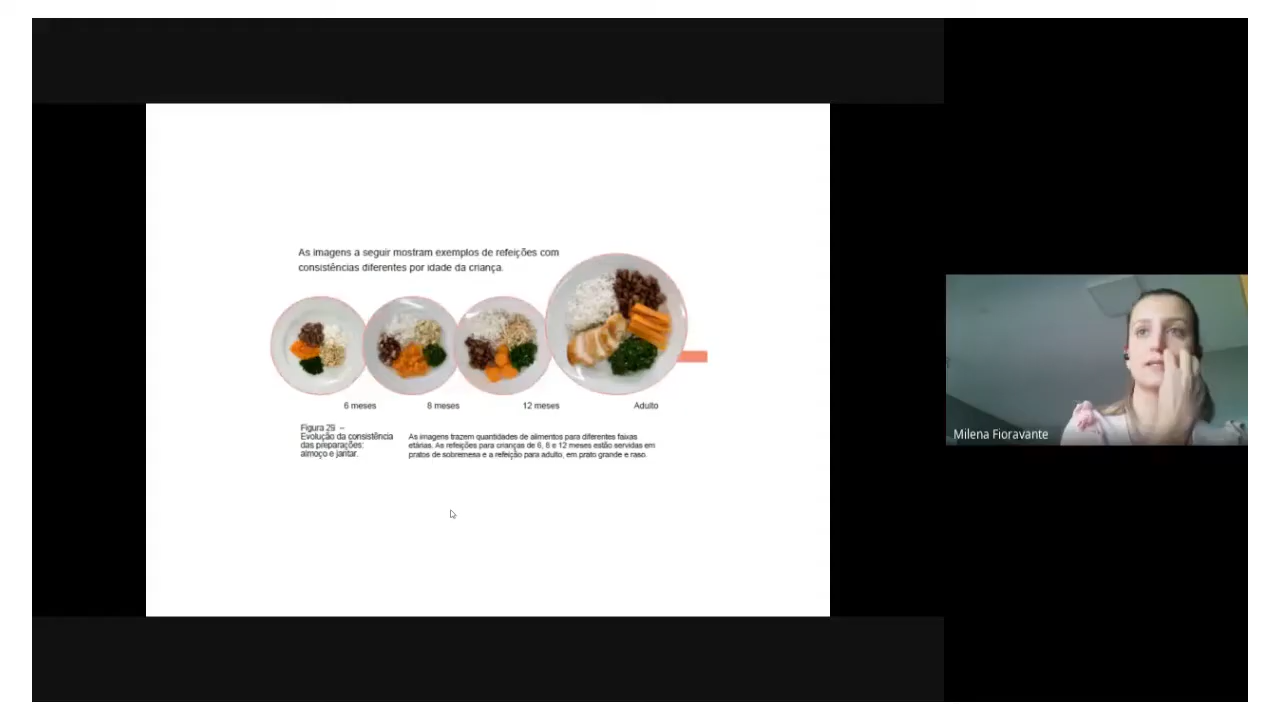 As imagens a seguir mostram exemplos de refeições com
consistências diferentes por idade da criança.
6 meses
8 meses
12 meses
Adulto
Figura 29 –
Evolução da consistência
das preparações:
almoço e jantar.
As imagens trazem quantidades de alimentos para diferentes faixas
etárias. As refeições para crianças de 6, 8 e 12 meses estão servidas em
pratos de sobremesa e a refeição para adulto, em prato grande e raso.
Milena Fioravante